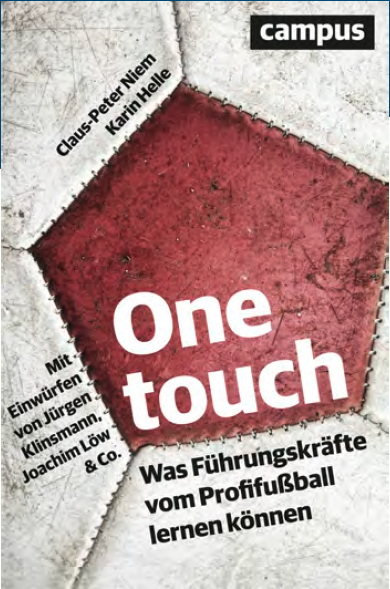 campus
Claus-Peter Niem
Karin Helle
One
touch
Mit
Einwürfen
von Jürgen
Klinsmann,
Joachim Löw
& Co.
Was Führungskräfte
vom Profifußball
lernen können